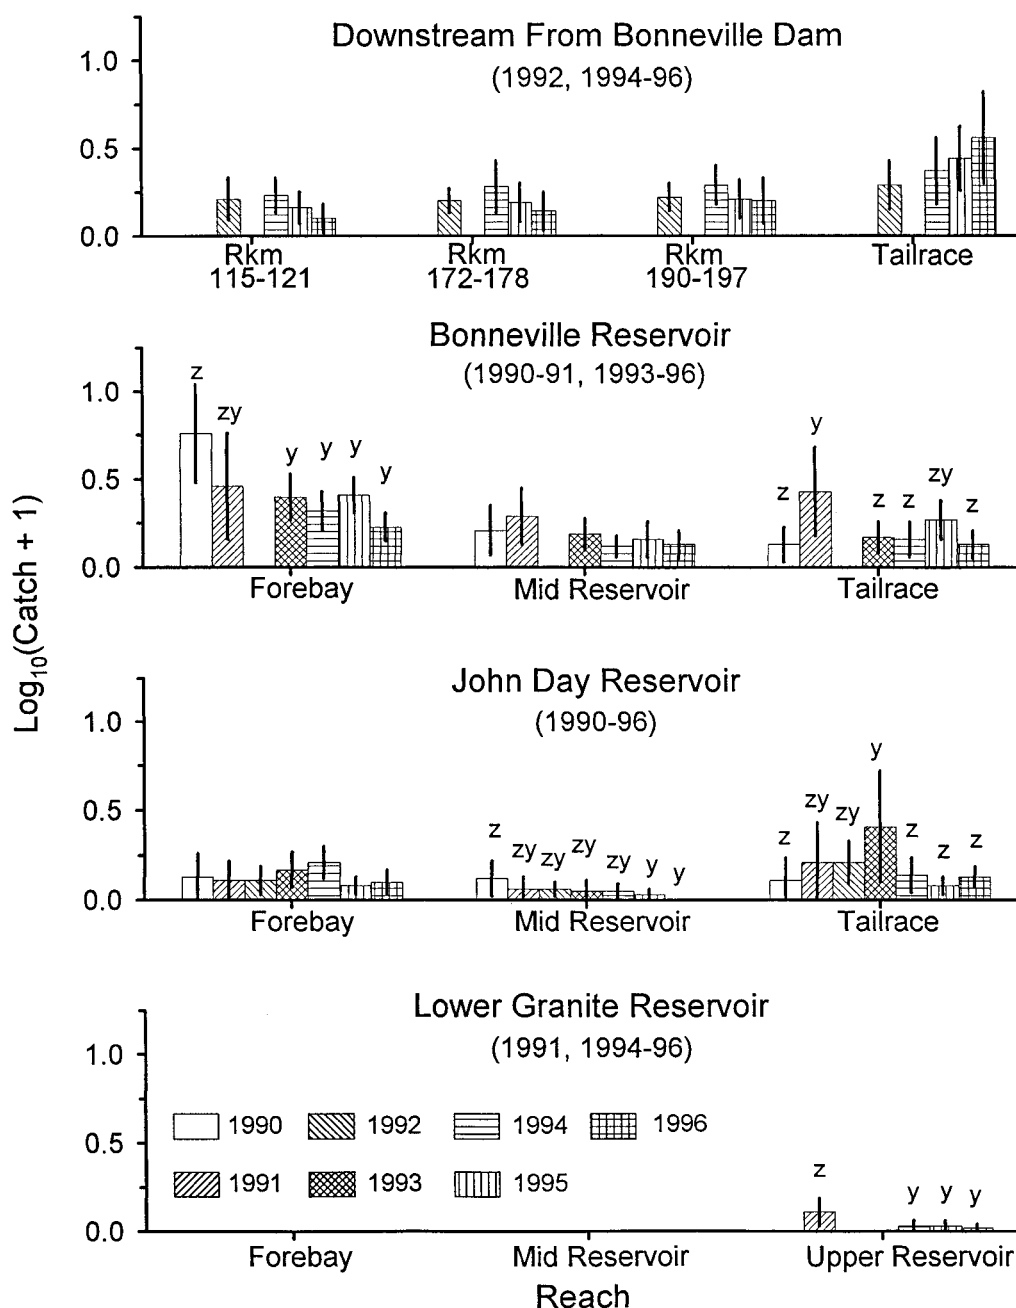 Log10(Catch + 1)
Downstream From Bonneville Dam
(1992, 1994-96)
1.0
0.5
0.0
Rkm Rkm Rkm Tailrace
115-121 172-178 190-197
Bonneville Reservoir
(1990-91, 1993-96)
z
1.0
zy y
y y y y z zy
0.5
z z z
0.0
Forebay Mid Reservoir Tailrace
John Day Reservoir
(1990-96)
1.0
y
0.5
z zy zy zy zy y y z zy zy z z z
0.0
Forebay Mid Reservoir Tailrace
Lower Granite Reservoir
(1991, 1994-96)
1.0
1990 1992 1994 1996
0.5
1991 1993 1995
z y y y
0.0
Forebay Mid Reservoir Upper Reservoir
Reach